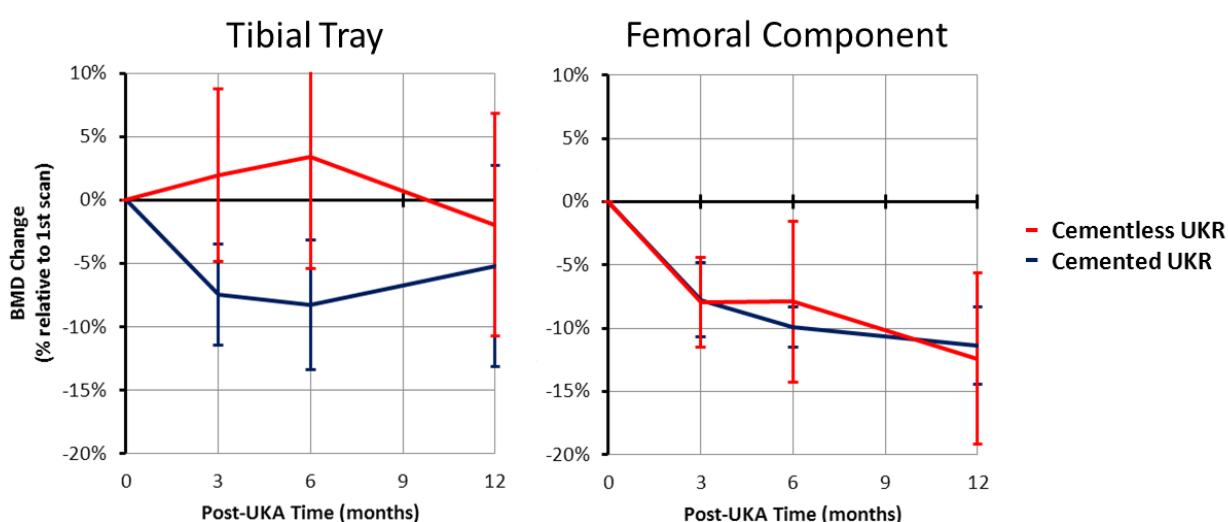 Tibial Tray
Femoral Component
BMD Change
(% relative to 1st scan)
10%
5%
0%
-5%
-10%
-15%
-20%
0 3 6 9 12
Post-UKA Time (months)
10%
5%
0%
-5%
-10%
-15%
-20%
0 3 6 9 12
Post-UKA Time (months)
Cementless UKR
Cemented UKR